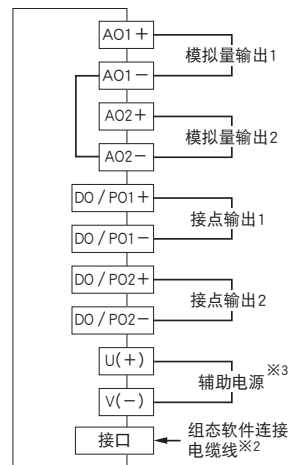 AO1+
模拟量输出1
AO1−
AO2+
模拟量输出2
AO2−
DO / PO1+
接点输出1
DO / PO1−
DO / PO2+
接点输出2
DO / PO2−
U(+)
辅助电源※3
V(−)
接口
组态软件连接
电缆线※2